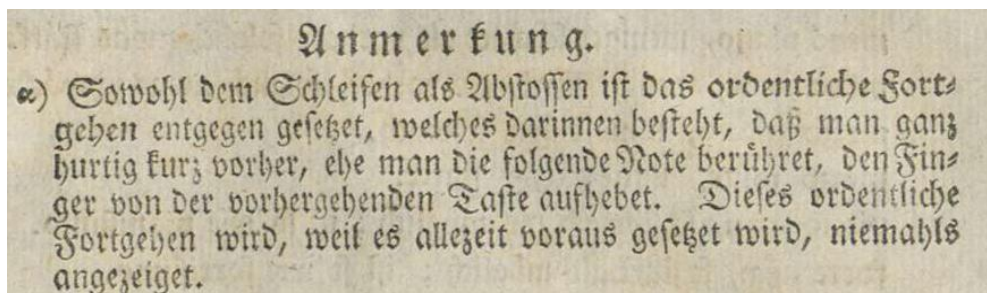 Anmerkung.
α) Sowohl dem Schleifen als Abstossen ist das ordentliche Fort-
gehen entgegen gesetzet, welches darinnen besteht, daß man ganz
hurtig kurz vorher, ehe man die folgende Note berühret, den Fin-
ger von der vorhergehenden Taste aufhebet. Dieses ordentliche
Fortgehen wird, weil es allezeit voraus gesetzet wird, niemahls
angezeiget.